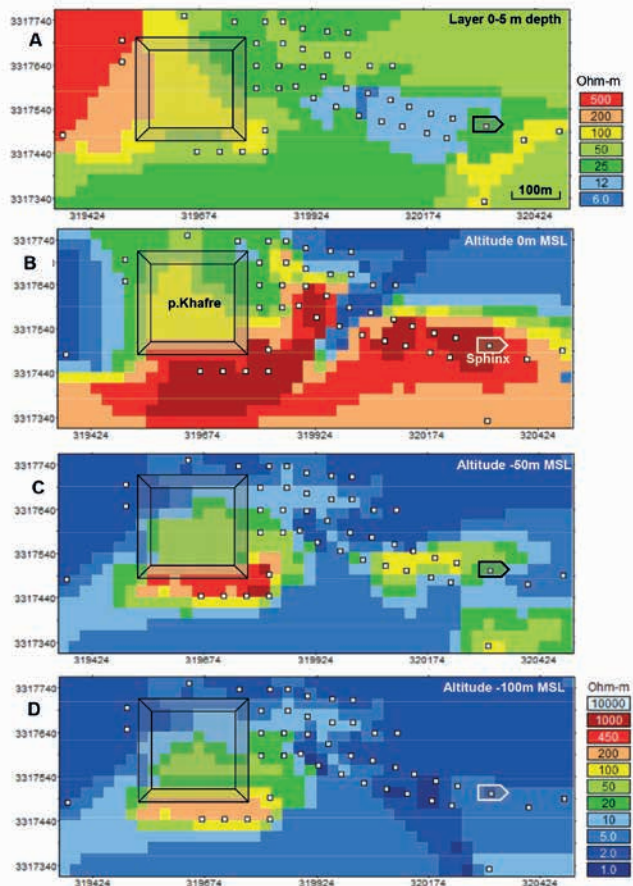 A
Layer 0-5 m depth
3317740
3317640
3317540
3317440
3317340
100m
319424 319674 319924 320174 320424
Ohm-m
500
200
100
50
25
12
6.0
B
Altitude 0m MSL
3317740
3317640
3317540
3317440
3317340
p.Khafre
Sphinx
319424 319674 319924 320174 320424
C
Altitude -50m MSL
3317740
3317640
3317540
3317440
3317340
319424 319674 319924 320174 320424
D
Altitude -100m MSL
3317740
3317640
3317540
3317440
3317340
319424 319674 319924 320174 320424
Ohm-m
10000
1000
450
200
100
50
20
10
5.0
2.0
1.0